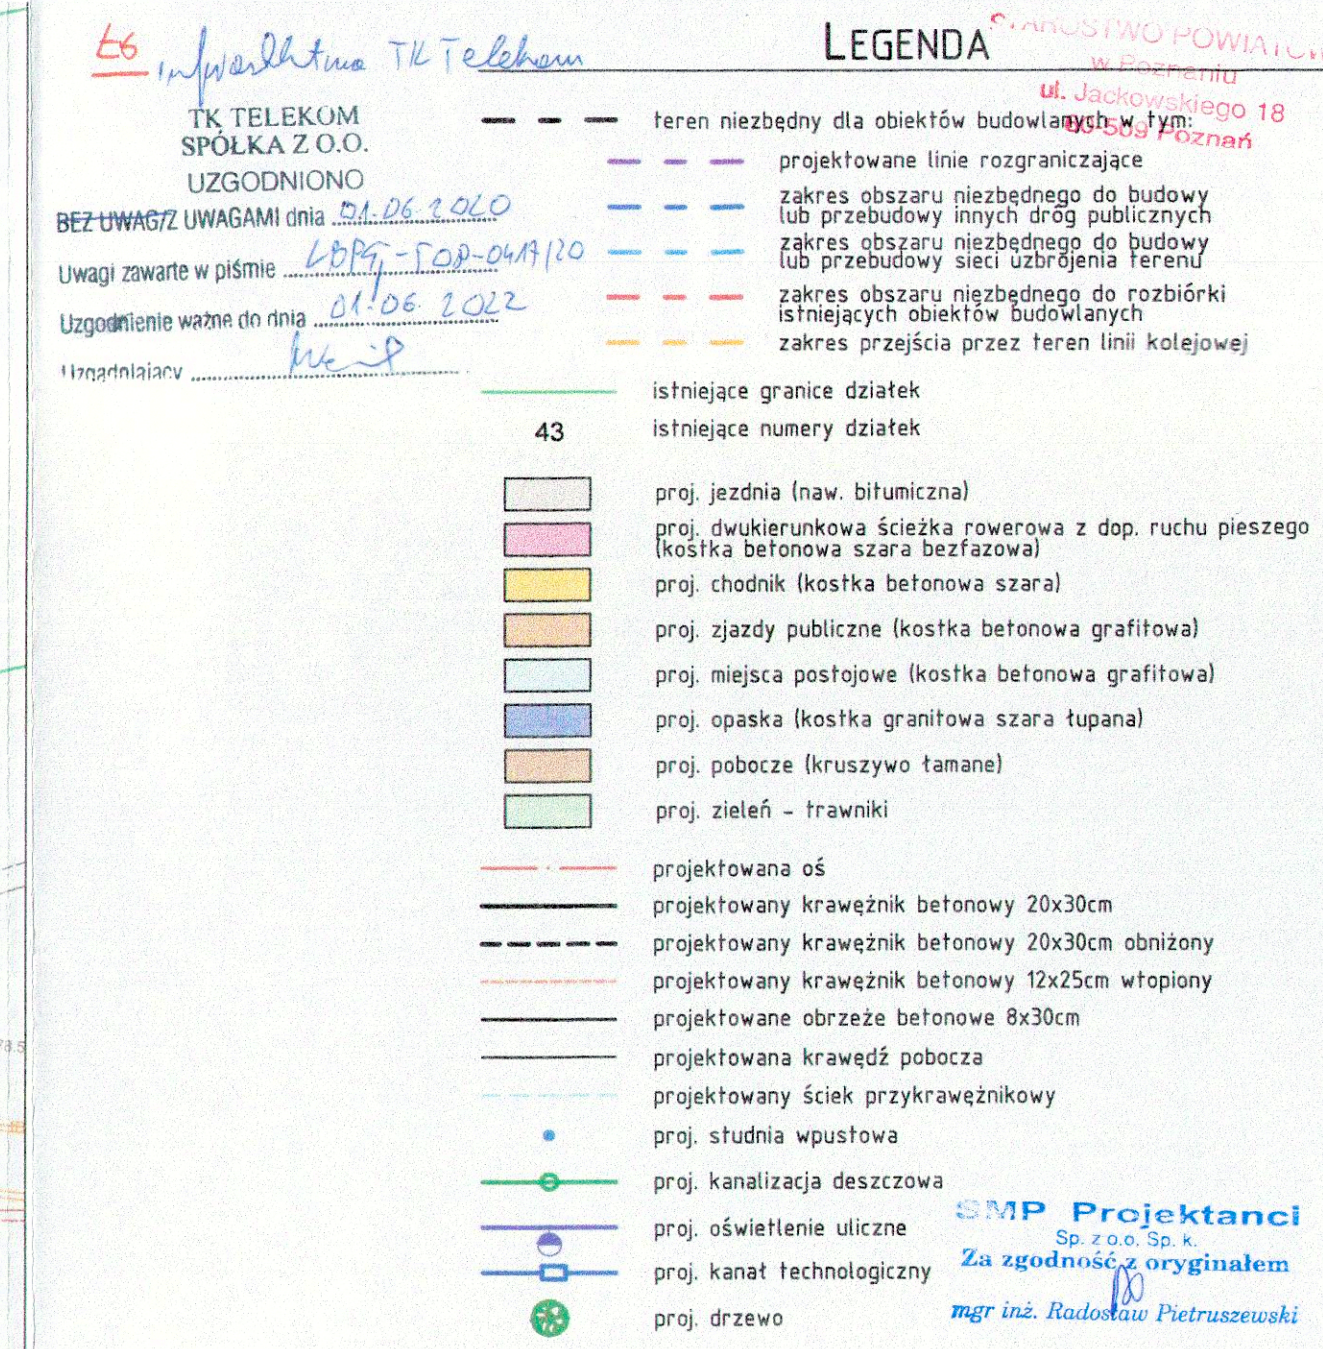 E6 TK Telekom
LEGENDA
STAROSTWO POWIATOW
w Poznaniu
ul. Jackowskiego 18
60-509 Poznań
TK TELEKOM
SPÓŁKA Z O.O.
UZGODNIONO
BEZ UWAG/Z UWAGAMI dnia 01.06.2020
Uwagi zawarte w piśmie
Uzgodnienie ważne do dnia 01.06.2022
Uzgadniający
teren niezbędny dla obiektów budowlanych w tym:
projektowane linie rozgraniczające
zakres obszaru niezbędnego do budowy
lub przebudowy innych dróg publicznych
zakres obszaru niezbędnego do budowy
lub przebudowy sieci uzbrojenia terenu
zakres obszaru niezbędnego do rozbiórki
istniejących obiektów budowlanych
zakres przejścia przez teren linii kolejowej
istniejące granice działek
43 istniejące numery działek
proj. jezdnia (naw. bitumiczna)
proj. dwukierunkowa ścieżka rowerowa z dop. ruchu pieszego
(kostka betonowa szara bezfazowa)
proj. chodnik (kostka betonowa szara)
proj. zjazdy publiczne (kostka betonowa grafitowa)
proj. miejsca postojowe (kostka betonowa grafitowa)
proj. opaska (kostka granitowa szara łupana)
proj. pobocze (kruszywo łamane)
proj. zieleń - trawniki
projektowana oś
projektowany krawężnik betonowy 20x30cm
projektowany krawężnik betonowy 20x30cm obniżony
projektowany krawężnik betonowy 12x25cm wtopiony
projektowane obrzeże betonowe 8x30cm
projektowana krawędź pobocza
projektowany ściek przykrawężnikowy
proj. studnia wpustowa
proj. kanalizacja deszczowa
proj. oświetlenie uliczne
proj. kanał technologiczny
proj. drzewo
SMP Projektanci
Sp. z o.o. Sp. k.
Za zgodność z oryginałem
mgr inż. Radosław Pietruszewski
78.5